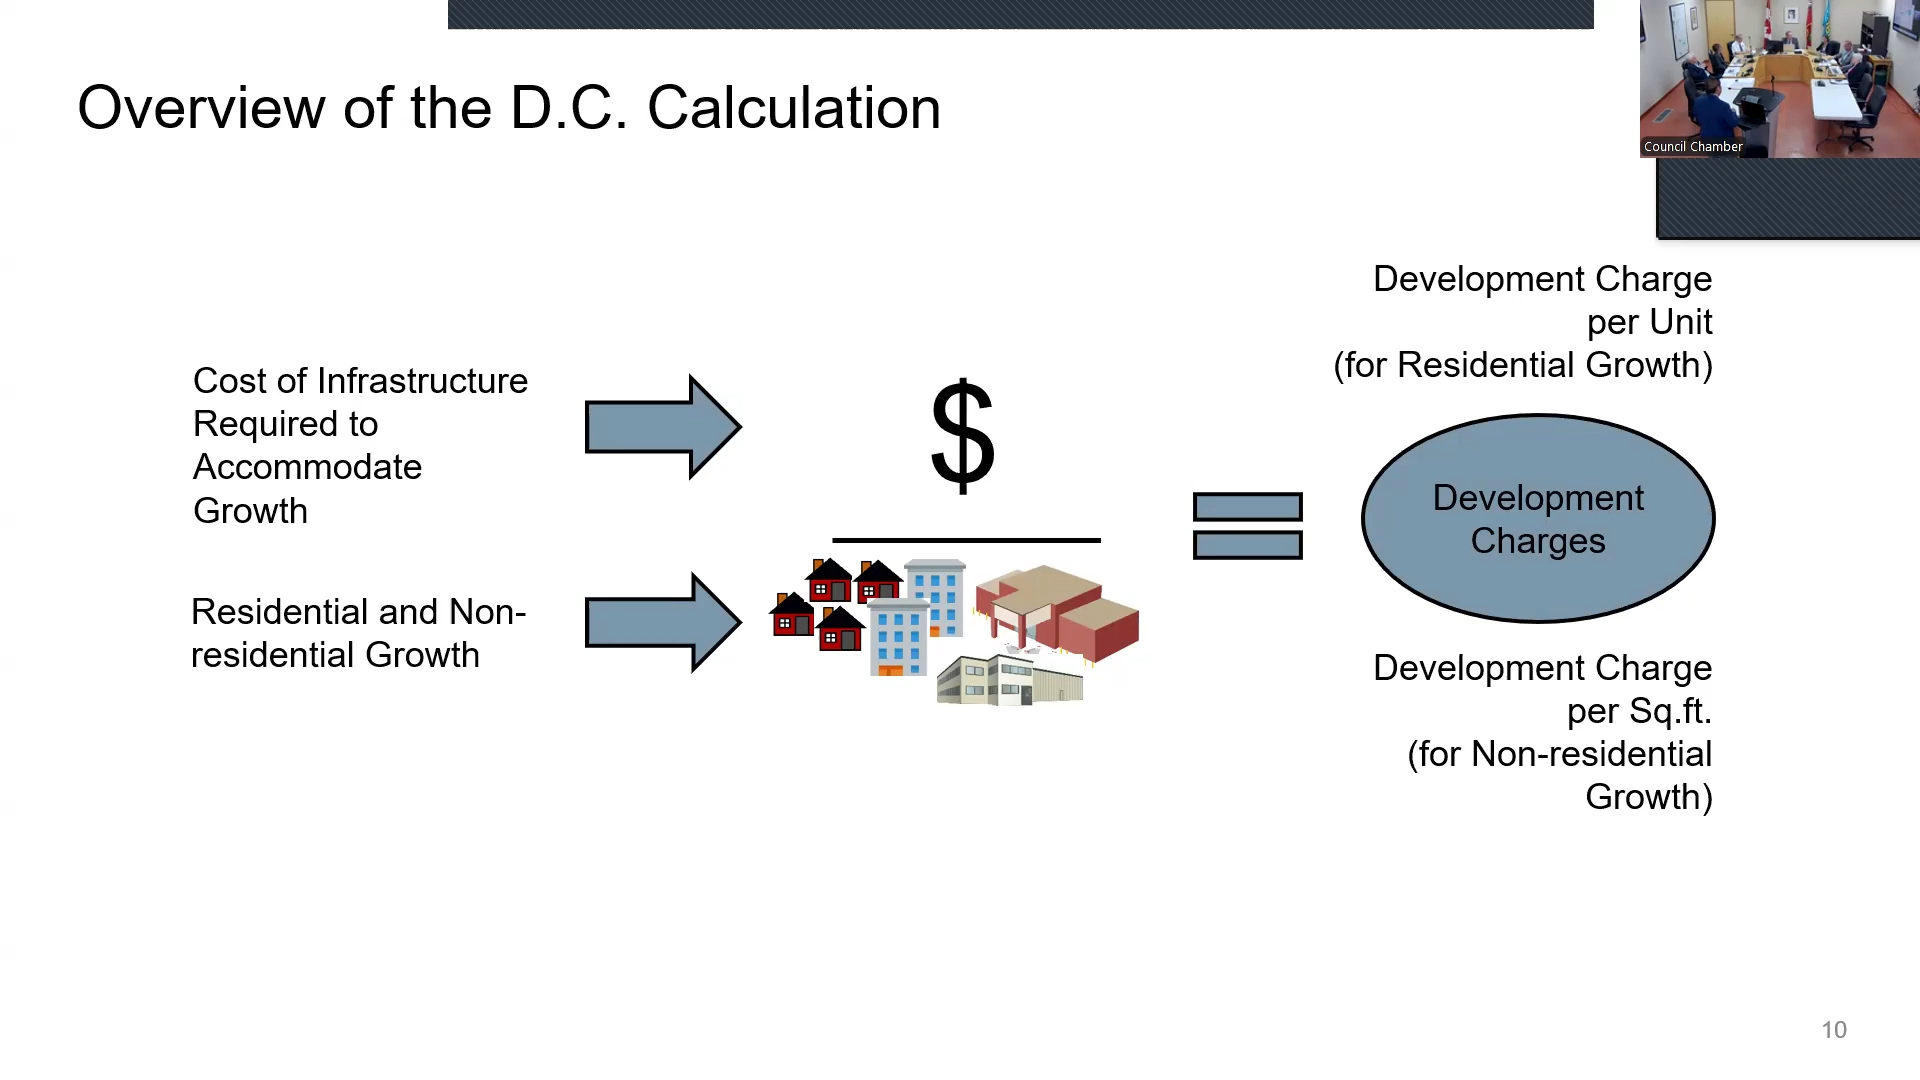 Overview of the D.C. Calculation
Council Chamber
Cost of Infrastructure
Required to
Accommodate
Growth
Residential and Non-
residential Growth
$
Development Charge
per Unit
(for Residential Growth)
Development
Charges
Development Charge
per Sq.ft.
(for Non-residential
Growth)
10